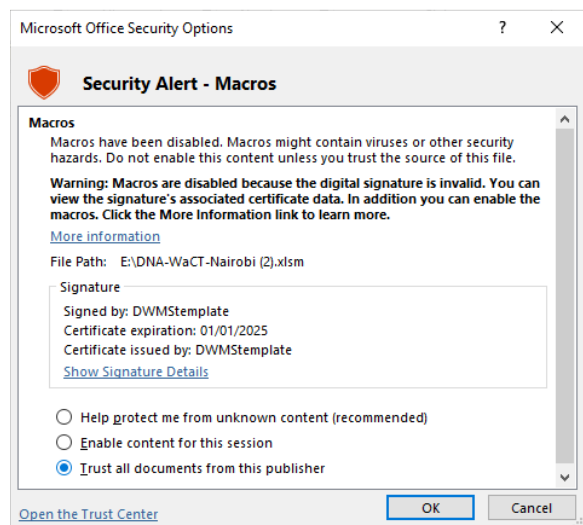 Microsoft Office Security Options
?
Security Alert - Macros
Macros
Macros have been disabled. Macros might contain viruses or other security
hazards. Do not enable this content unless you trust the source of this file.
Warning: Macros are disabled because the digital signature is invalid. You can
view the signature's associated certificate data. In addition you can enable the
macros. Click the More Information link to learn more.
More information
File Path: E:\DNA-WaCT-Nairobi (2).xlsm
Signature
Signed by: DWMStemplate
Certificate expiration: 01/01/2025
Certificate issued by: DWMStemplate
Show Signature Details
Help protect me from unknown content (recommended)
Enable content for this session
Trust all documents from this publisher
Open the Trust Center
OK
Cancel